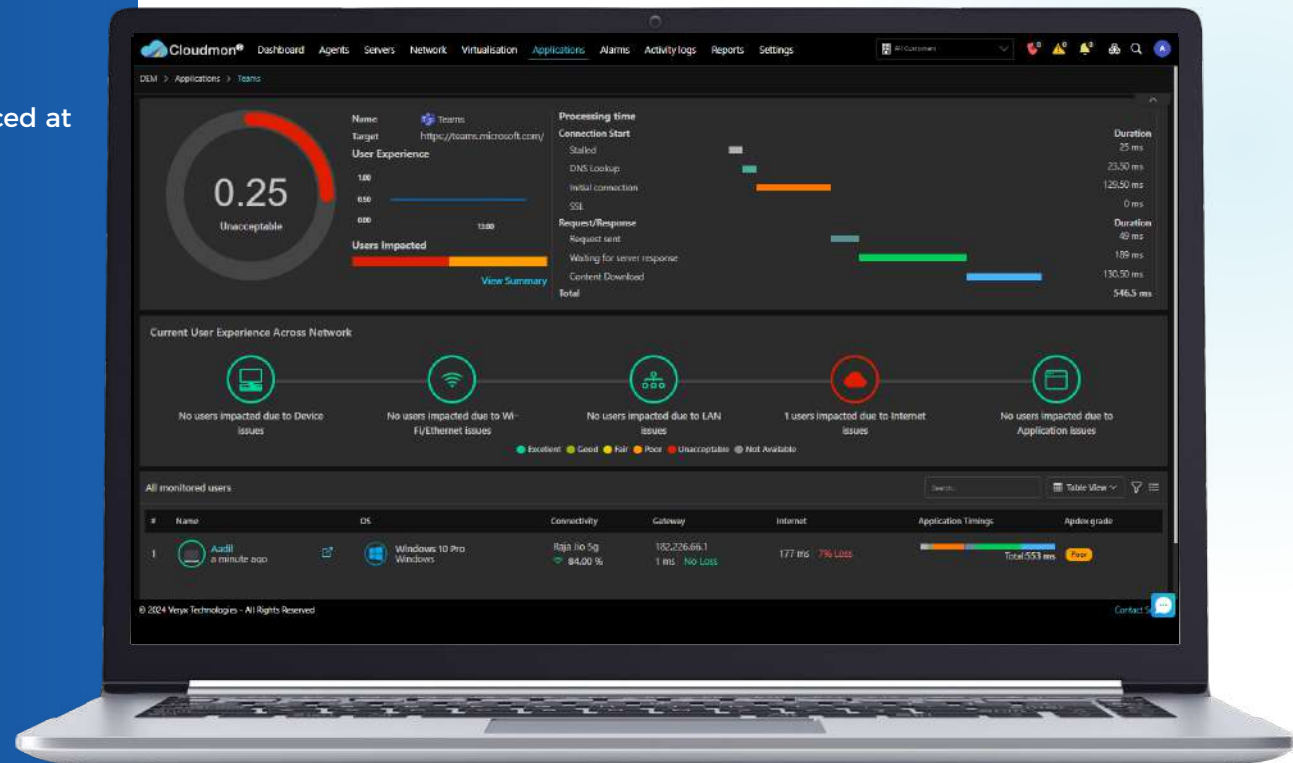 ced at
Cloudmon® Dashboard Agents Servers Network Virtualisation Applications Alarms Activity logs Reports Settings All Customers
DEM > Applications > Teams
0.25
Unacceptable
Name Teams
Target https://teams.microsoft.com/
User Experience
1.00
0.50
0.00
13:00
Users Impacted
View Summary
Processing time
Connection Start Duration
Stalled 25 ms
DNS Lookup 23.50 ms
Initial connection 129.50 ms
SSL 0 ms
Request/Response Duration
Request sent 49 ms
Waiting for server response 189 ms
Content Download 130.50 ms
Total 546.5 ms
Current User Experience Across Network
No users impacted due to Device issues
No users impacted due to Wi-Fi/Ethernet issues
No users impacted due to LAN issues
1 users impacted due to Internet issues
No users impacted due to Application issues
Excellent Good Fair Poor Unacceptable Not Available
All monitored users Search... Table View
# Name OS Connectivity Gateway Internet Application Timings Apdex grade
1 Aadil Windows 10 Pro Raja Jio 5g 182.226.66.1 177 ms 7% Loss Total:553 ms Poor
a minute ago Windows 84.00 % 1 ms No Loss
© 2024 Veryx Technologies - All Rights Reserved Contact